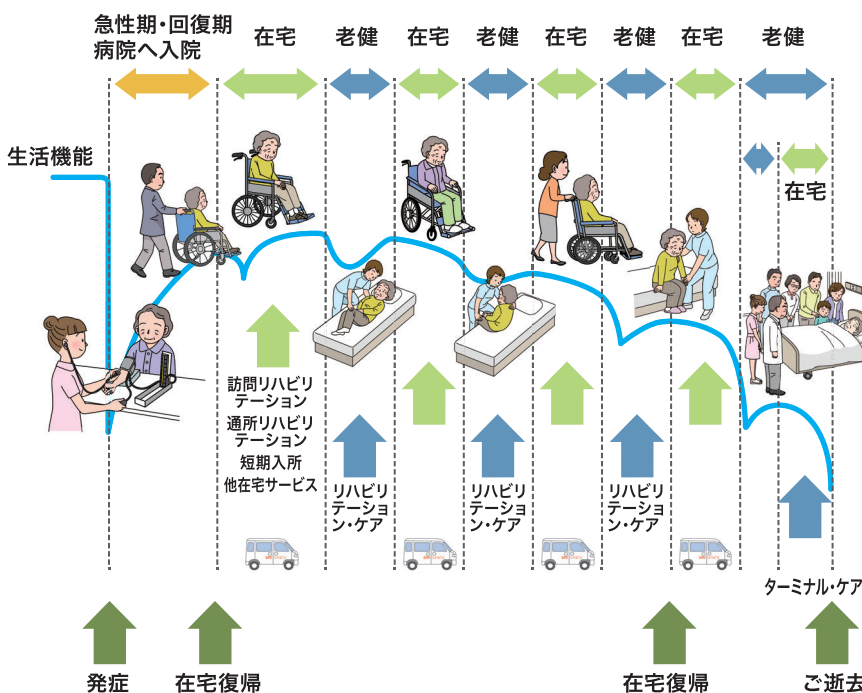 急性期・回復期
病院へ入院
在宅
老健
在宅
老健
在宅
老健
在宅
老健
生活機能
在宅
訪問リハビリ
テーション
通所リハビリ
テーション
短期入所
他在宅サービス
リハビリ
テーショ
ン・ケア
リハビリ
テーショ
ン・ケア
リハビリ
テーショ
ン・ケア
ターミナル・ケア
発症
在宅復帰
在宅復帰
ご逝去